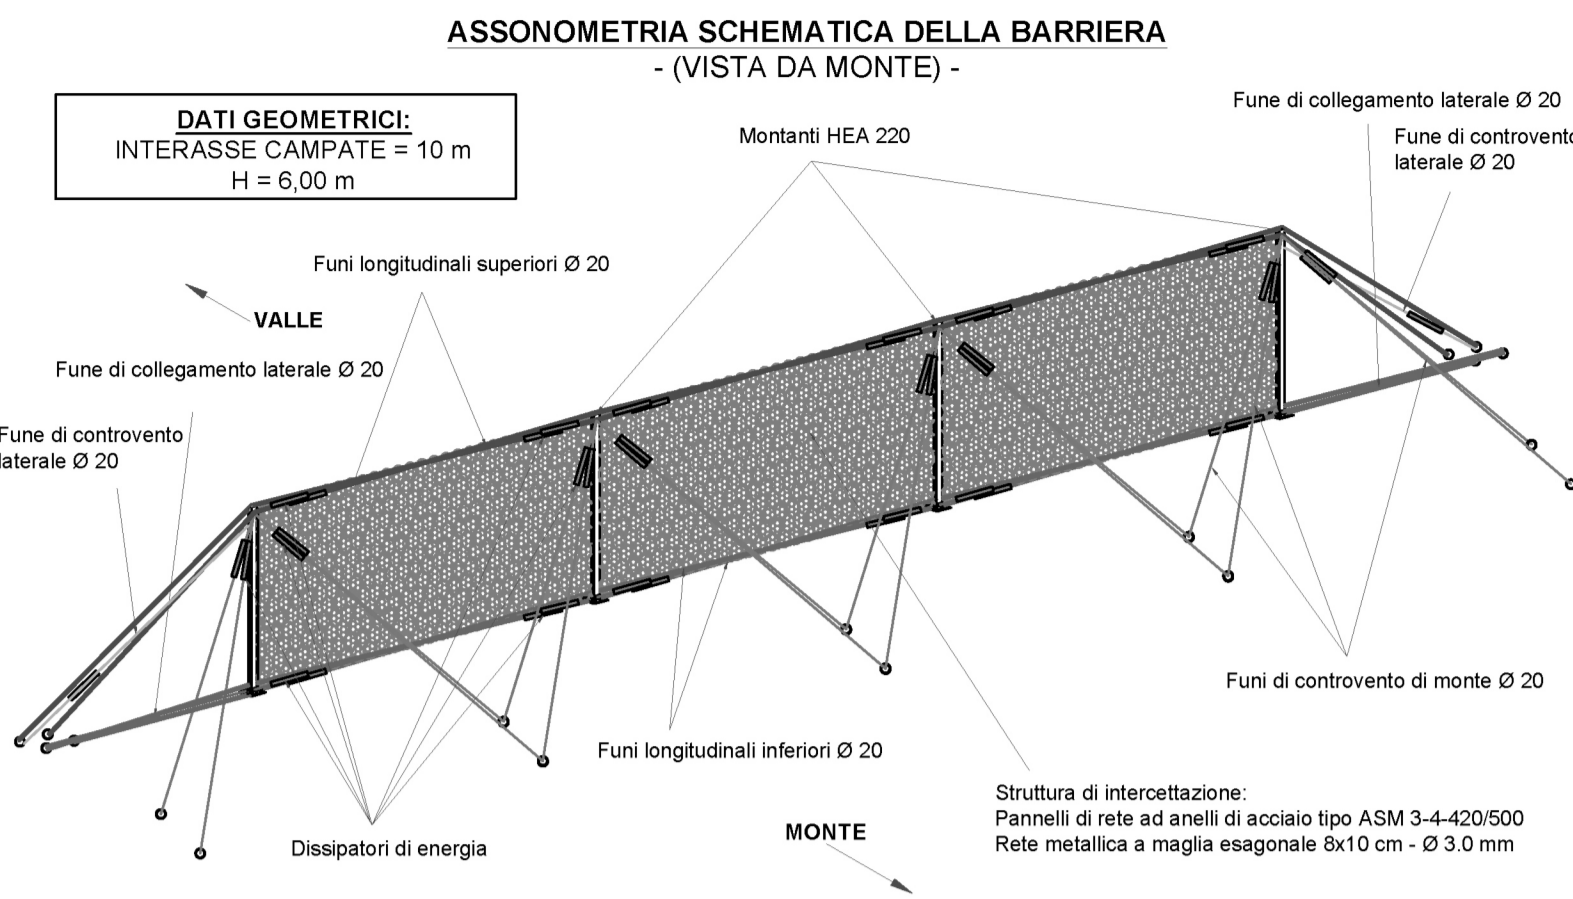 ASSONOMETRIA SCHEMATICA DELLA BARRIERA
- (VISTA DA MONTE) -
DATI GEOMETRICI:
INTERASSE CAMPATE = 10 m
H = 6,00 m
Montanti HEA 220
Fune di collegamento laterale Ø 20
Fune di controvento
laterale Ø 20
Funi longitudinali superiori Ø 20
VALLE
Fune di collegamento laterale Ø 20
Fune di controvento
laterale Ø 20
Funi di controvento di monte Ø 20
Funi longitudinali inferiori Ø 20
Struttura di intercettazione:
Pannelli di rete ad anelli di acciaio tipo ASM 3-4-420/500
Rete metallica a maglia esagonale 8x10 cm - Ø 3.0 mm
MONTE
Dissipatori di energia